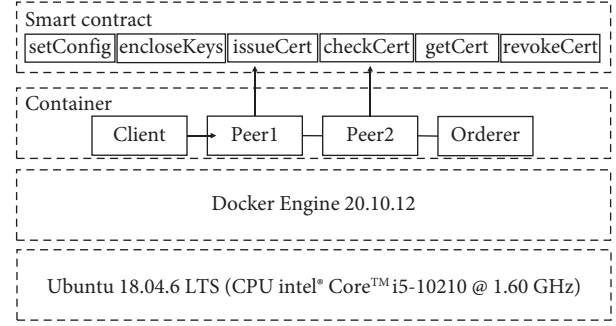 Smart contract
setConfig encloseKeys issueCert checkCert getCert revokeCert
Container
Client Peer1 Peer2 Orderer
Docker Engine 20.10.12
Ubuntu 18.04.6 LTS (CPU intel® Core™ i5-10210 @ 1.60 GHz)